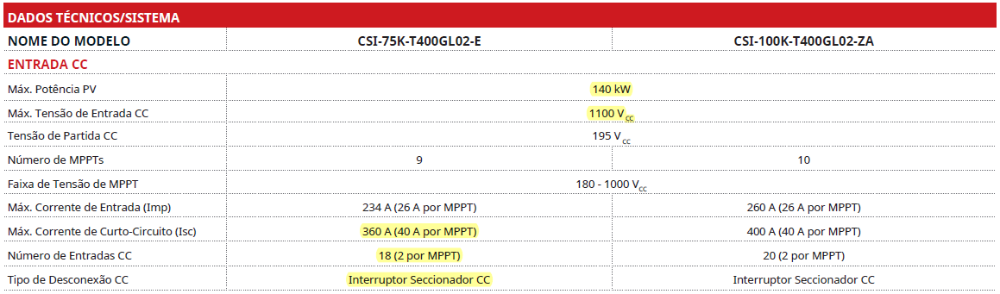 DADOS TÉCNICOS/SISTEMA
NOME DO MODELO CSI-75K-T400GL02-E CSI-100K-T400GL02-ZA
ENTRADA CC
Máx. Potência PV 140 kW
Máx. Tensão de Entrada CC 1100 Vcc
Tensão de Partida CC 195 Vcc
Número de MPPTs 9 10
Faixa de Tensão de MPPT 180 - 1000 Vcc
Máx. Corrente de Entrada (Imp) 234 A (26 A por MPPT) 260 A (26 A por MPPT)
Máx. Corrente de Curto-Circuito (Isc) 360 A (40 A por MPPT) 400 A (40 A por MPPT)
Número de Entradas CC 18 (2 por MPPT) 20 (2 por MPPT)
Tipo de Desconexão CC Interruptor Seccionador CC Interruptor Seccionador CC